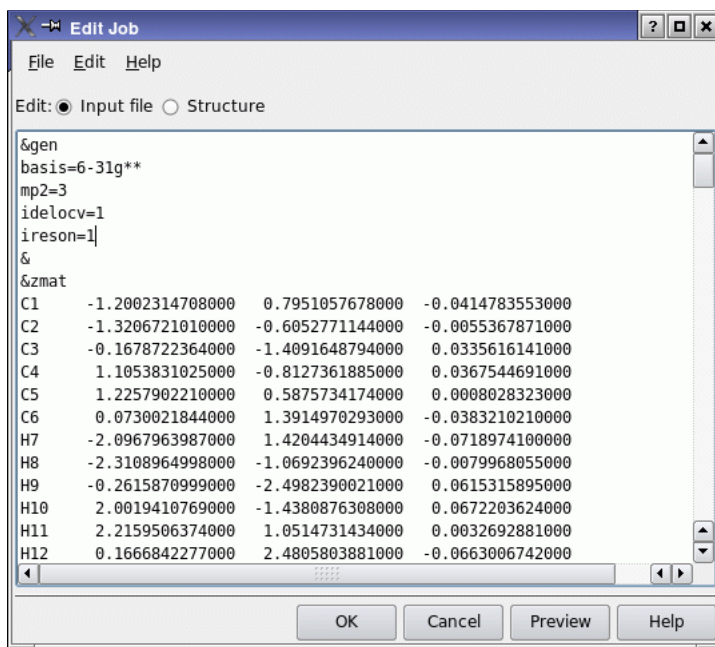 Edit Job
File Edit Help
Edit: Input file Structure
&gen
basis=6-31g**
mp2=3
idelocv=1
ireson=1
&
&zmat
C1 -1.2002314708000 0.7951057678000 -0.0414783553000
C2 -1.3206721010000 -0.6052771144000 -0.0055367871000
C3 -0.1678722364000 -1.4091648794000 0.0335616141000
C4 1.1053831025000 -0.8127361885000 0.0367544691000
C5 1.2257902210000 0.5875734174000 0.0008028323000
C6 0.0730021844000 1.3914970293000 -0.0383210210000
H7 -2.0967963987000 1.4204434914000 -0.0718974100000
H8 -2.3108964998000 -1.0692396240000 -0.0079968055000
H9 -0.2615870999000 -2.4982390021000 0.0615315895000
H10 2.0019410769000 -1.4380876308000 0.0672203624000
H11 2.2159506374000 1.0514731434000 0.0032692881000
H12 0.1666842277000 2.4805803881000 -0.0663006742000
OK Cancel Preview Help